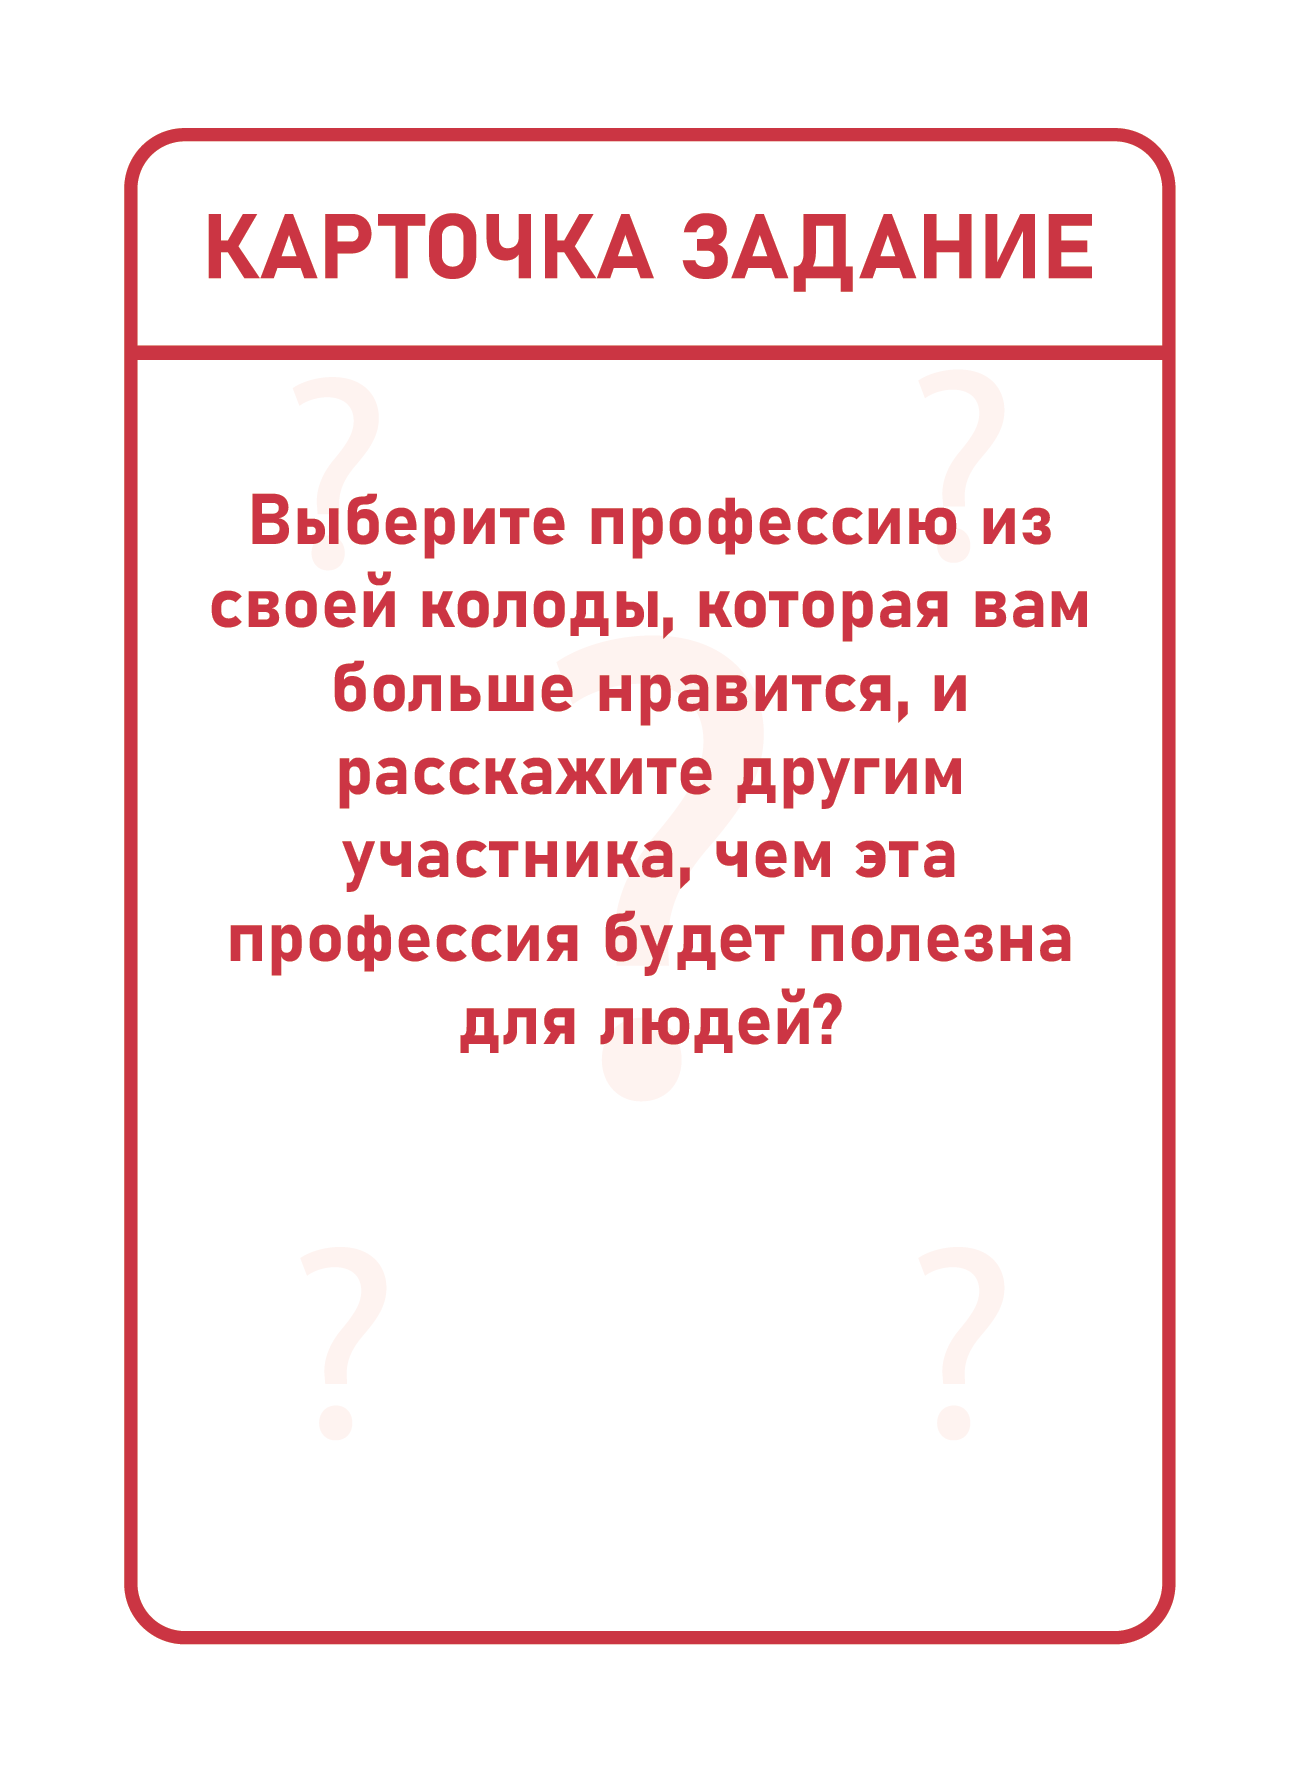 КАРТОЧКА ЗАДАНИЕ
Выберите профессию из
своей колоды, которая вам
больше нравится, и
расскажите другим
участника, чем эта
профессия будет полезна
для людей?
? ?
?
? ?